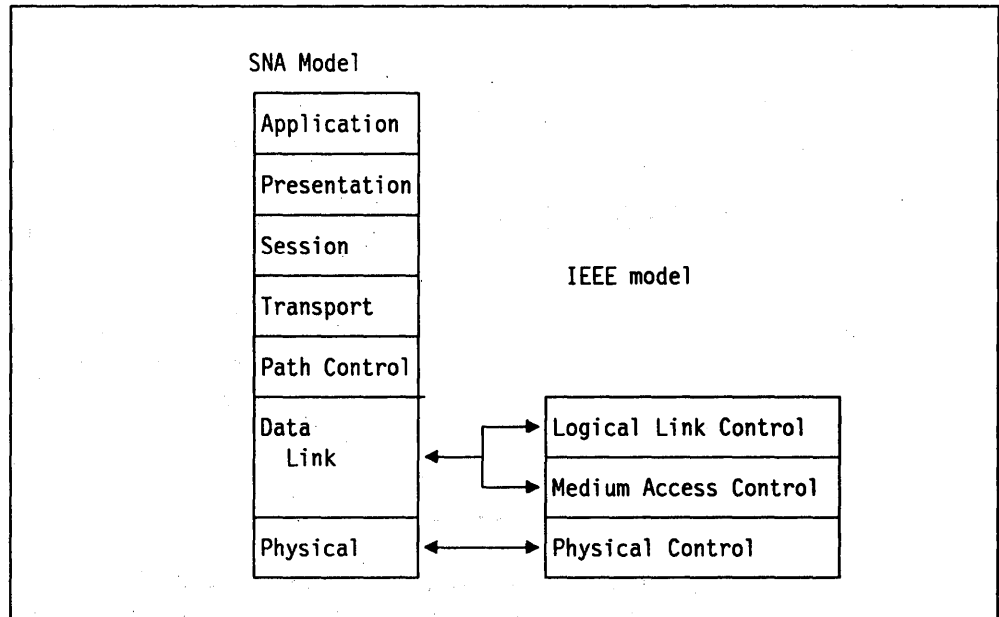 SNA Model
Application
Presentation
Session
Transport
Path Control
Data
Link
Physical
IEEE model
Logical Link Control
Medium Access Control
Physical Control